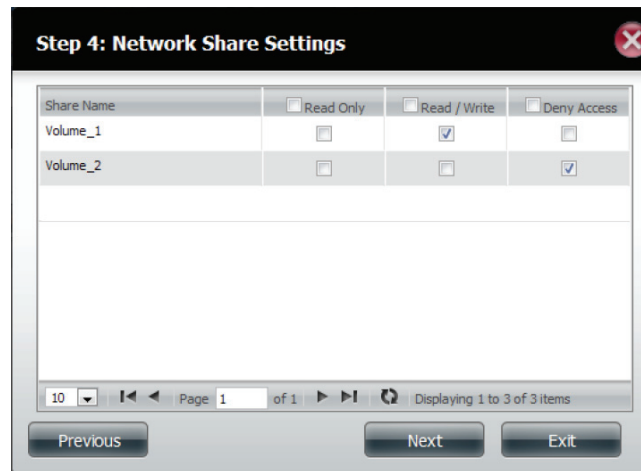 Step 4: Network Share Settings
Share Name Read Only Read / Write Deny Access
Volume_1
Volume_2
10 Page 1 of 1 Displaying 1 to 3 of 3 items
Previous Next Exit